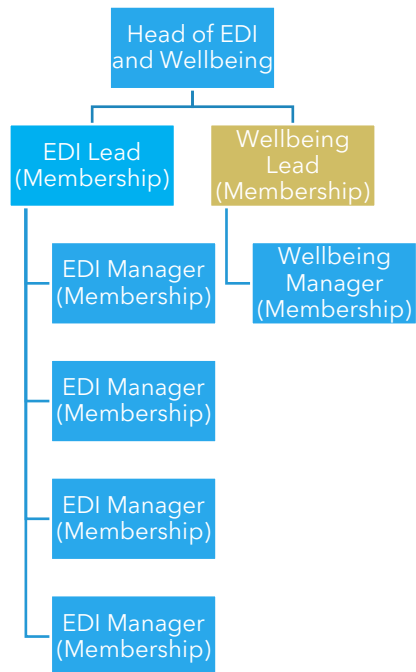 Head of EDI
and Wellbeing
EDI Lead
(Membership)
Wellbeing
Lead
(Membership)
EDI Manager
(Membership)
Wellbeing
Manager
(Membership)
EDI Manager
(Membership)
EDI Manager
(Membership)
EDI Manager
(Membership)